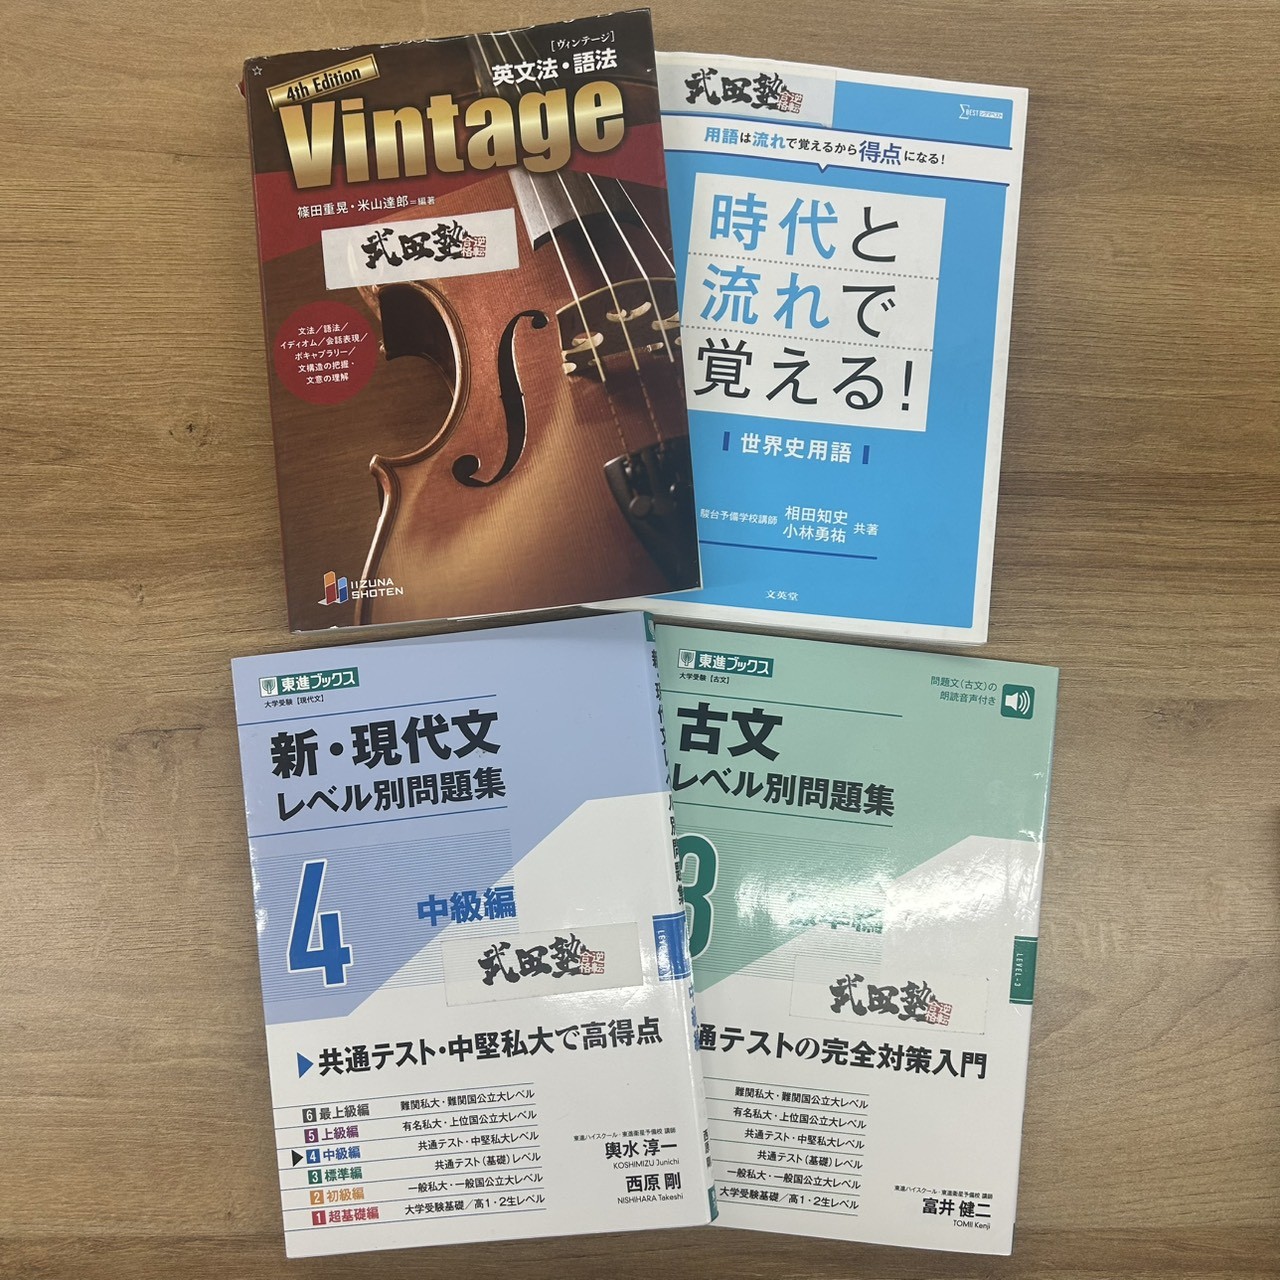 4th Edition
[ヴィンテージ]
英文法・語法
Vintage
篠田重晃・米山達郎=編著
武田塾
逆転
合格
文法/語法/
イディオム/会話表現/
ボキャブラリー/
文構造の把握・
文意の理解
IIZUNA
SHOTEN
武田塾
逆転
合格
ΣBEST シグマベスト
用語は流れで覚えるから得点になる!
時代と
流れで
覚える!
世界史用語
駿台予備学校講師
相田知史
小林勇祐
共著
文英堂
東進ブックス
大学受験【現代文】
新・現代文
レベル別問題集
4
中級編
武田塾
逆転
合格
共通テスト・中堅私大で高得点
6 最上級編 難関私大・難関国公立大レベル
5 上級編 有名私大・上位国公立大レベル
4 中級編 共通テスト・中堅私大レベル
3 標準編 共通テスト(基礎)レベル
2 初級編 一般私大・一般国公立大レベル
1 超基礎編 大学受験基礎/高1・2生レベル
東進ハイスクール・東進衛星予備校 講師
輿水 淳一
KOSHIMIZU Junichi
西原 剛
NISHIHARA Takeshi
東進ブックス
大学受験【古文】
問題文(古文)の
朗読音声付き
古文
レベル別問題集
3
LEVEL-3
武田塾
逆転
合格
通テストの完全対策入門
難関私大・難関国公立大レベル
有名私大・上位国公立大レベル
共通テスト・中堅私大レベル
共通テスト(基礎)レベル
一般私大・一般国公立大レベル
大学受験基礎/高1・2生レベル
東進ハイスクール・東進衛星予備校 講師
富井 健二
TOMII Kenji